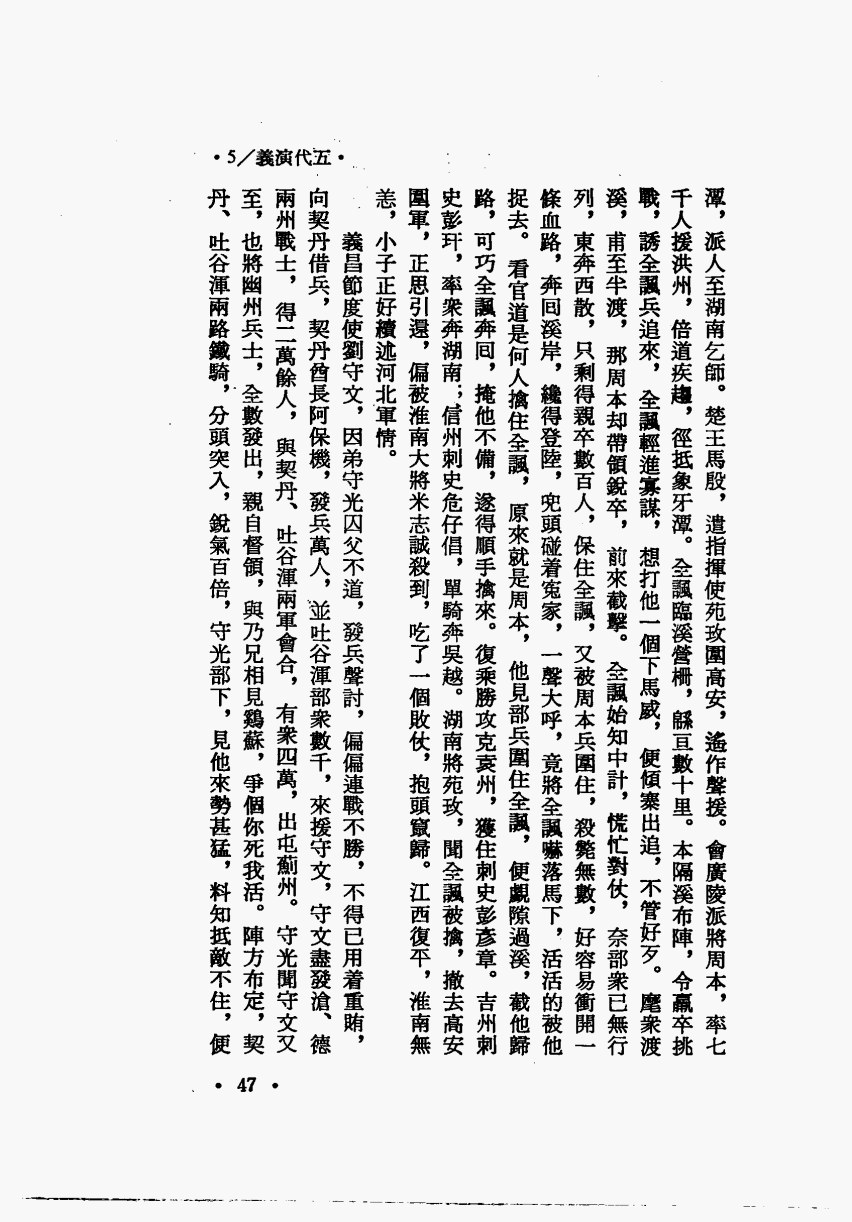 •五代演義/5•
潭，派人至湖南乞師。楚王馬殷，遣指揮使苑玫圍高安，遙作聲援。會廣陵派將周本，率七
千人援洪州，倍道疾趨，徑抵象牙潭。全諷臨溪營柵，緜亘數十里。本隔溪布陣，令羸卒挑
戰，誘全諷兵追來，全諷輕進寡謀，想打他一個下馬威，便傾寨出追，不管好歹。麾衆渡
溪，甫至半渡，那周本却帶領銳卒，前來截擊。全諷始知中計，慌忙對仗，奈部衆已無行
列，東奔西散，只剩得親卒數百人，保住全諷，又被周本兵圍住，殺斃無數，好容易衝開一
條血路，奔囘溪岸，纔得登陸，兜頭碰着寃家，一聲大呼，竟將全諷嚇落馬下，活活的被他
捉去。看官道是何人擒住全諷，原來就是周本，他見部兵圍住全諷，便覷隙過溪，截他歸
路，可巧全諷奔囘，掩他不備，遂得順手擒來。復乘勝攻克袁州，獲住刺史彭彥章。吉州刺
史彭玕，率衆奔湖南；信州刺史危仔倡，單騎奔吳越。湖南將苑玫，聞全諷被擒，撤去高安
圍軍，正思引還，偏被淮南大將米志誠殺到，吃了一個敗仗，抱頭竄歸。江西復平，淮南無
恙，小子正好續述河北軍情。
義昌節度使劉守文，因弟守光囚父不道，發兵聲討，偏偏連戰不勝，不得已用着重賄，
向契丹借兵，契丹酋長阿保機，發兵萬人，並吐谷渾部衆數千，來援守文，守文盡發滄、德
兩州戰士，得二萬餘人，與契丹、吐谷渾兩軍會合，有衆四萬，出屯薊州。守光聞守文又
至，也將幽州兵士，全數發出，親自督領，與乃兄相見鷄蘇，爭個你死我活。陣方布定，契
丹、吐谷渾兩路鐵騎，分頭突入，銳氣百倍，守光部下，見他來勢甚猛，料知抵敵不住，便
• 47 •